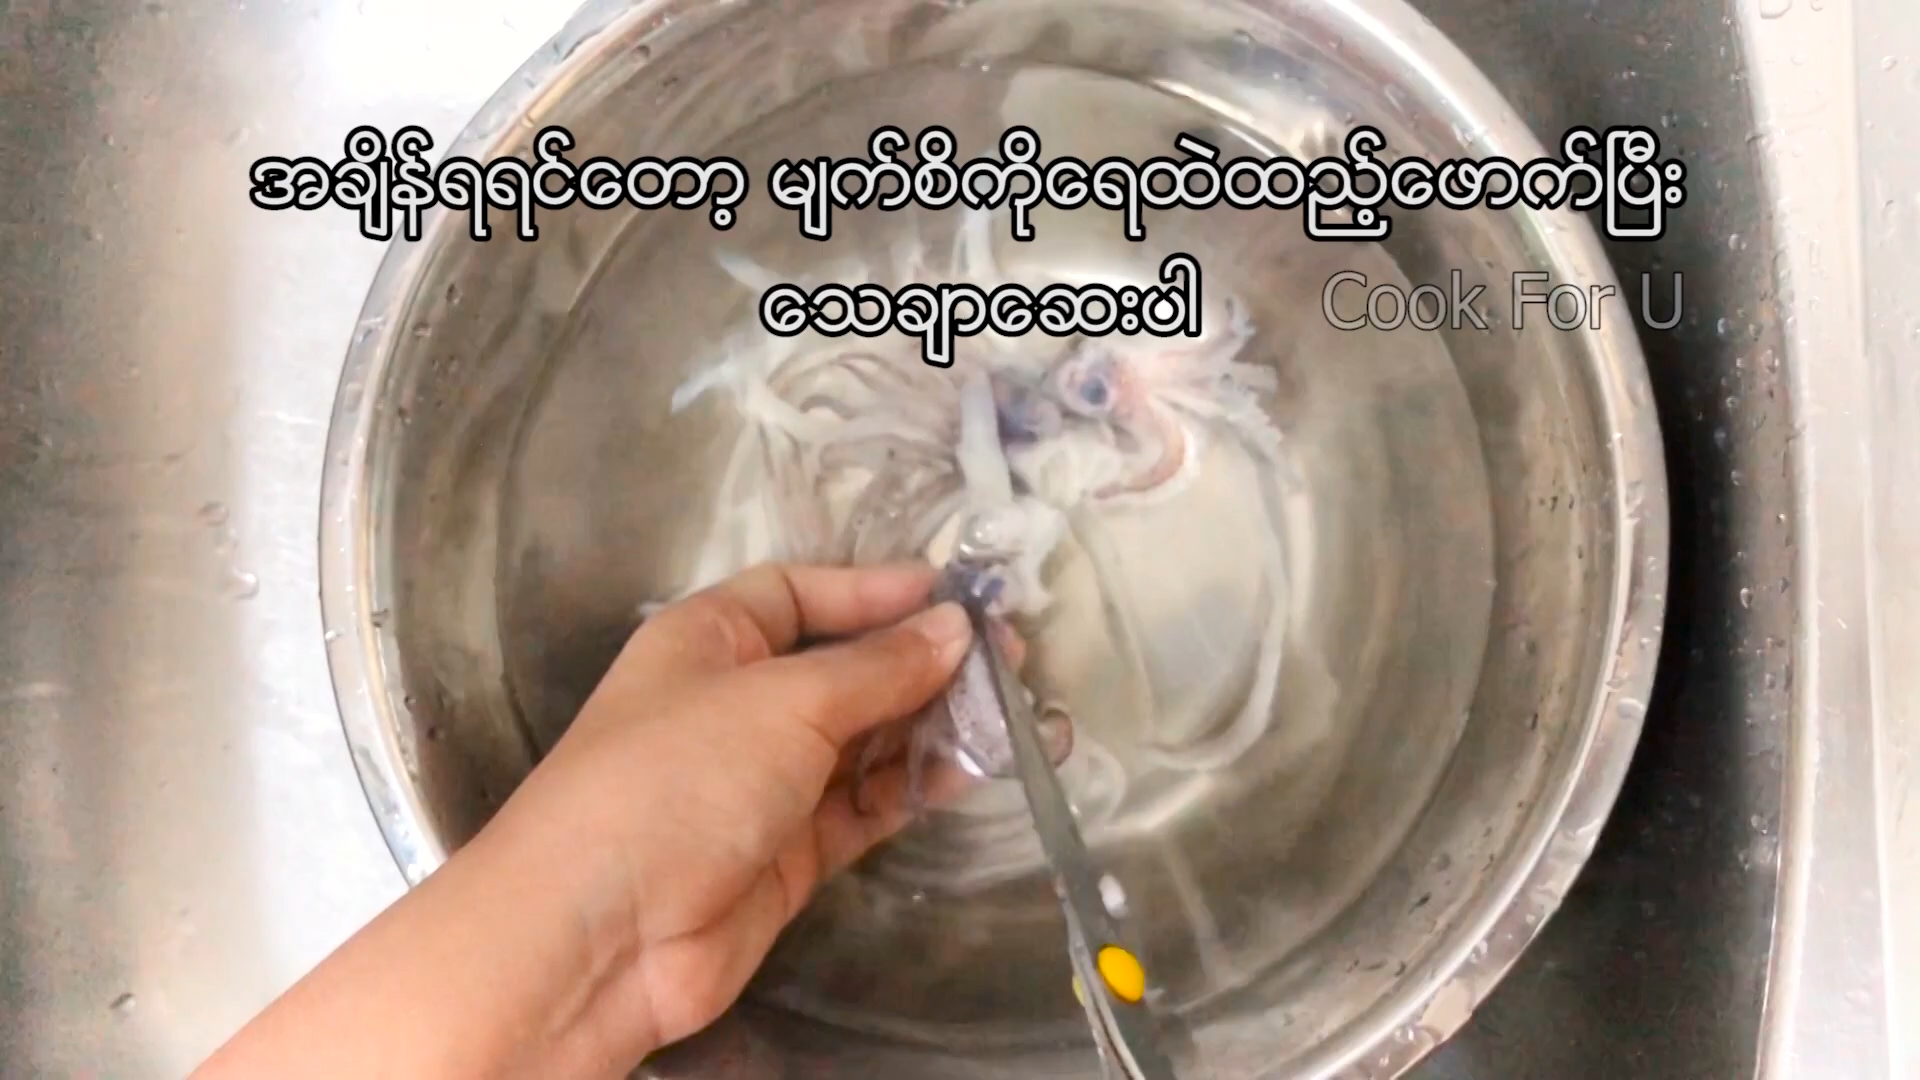 အချိန်ရရင်တော့ မျက်စိကိုရေထဲထည့်ဖောက်ပြီး
သေချာဆေးပါ
Cook For U